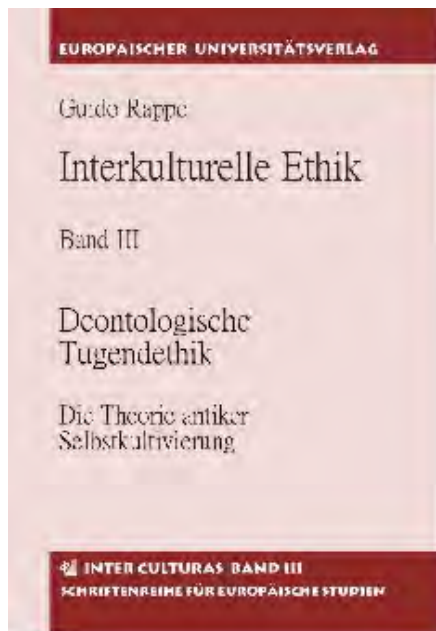 EUROPÄISCHER UNIVERSITÄTSVERLAG
Guido Rappe
Interkulturelle Ethik
Band III
Deontologische
Tugendethik
Die Theorie antiker
Selbstkultivierung
INTER CULTURAS BAND III
SCHRIFTENREIHE FÜR EUROPÄISCHE STUDIEN